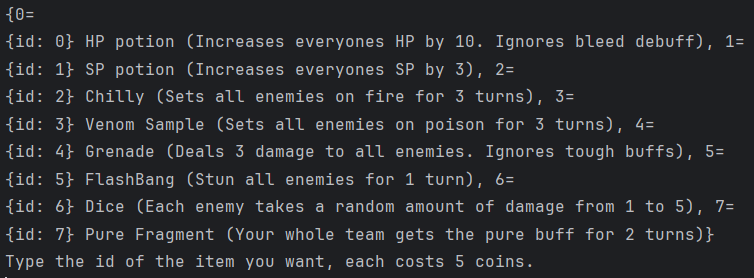 {0=
{id: 0} HP potion (Increases everyones HP by 10. Ignores bleed debuff), 1=
{id: 1} SP potion (Increases everyones SP by 3), 2=
{id: 2} Chilly (Sets all enemies on fire for 3 turns), 3=
{id: 3} Venom Sample (Sets all enemies on poison for 3 turns), 4=
{id: 4} Grenade (Deals 3 damage to all enemies. Ignores tough buffs), 5=
{id: 5} FlashBang (Stun all enemies for 1 turn), 6=
{id: 6} Dice (Each enemy takes a random amount of damage from 1 to 5), 7=
{id: 7} Pure Fragment (Your whole team gets the pure buff for 2 turns)}
Type the id of the item you want, each costs 5 coins.